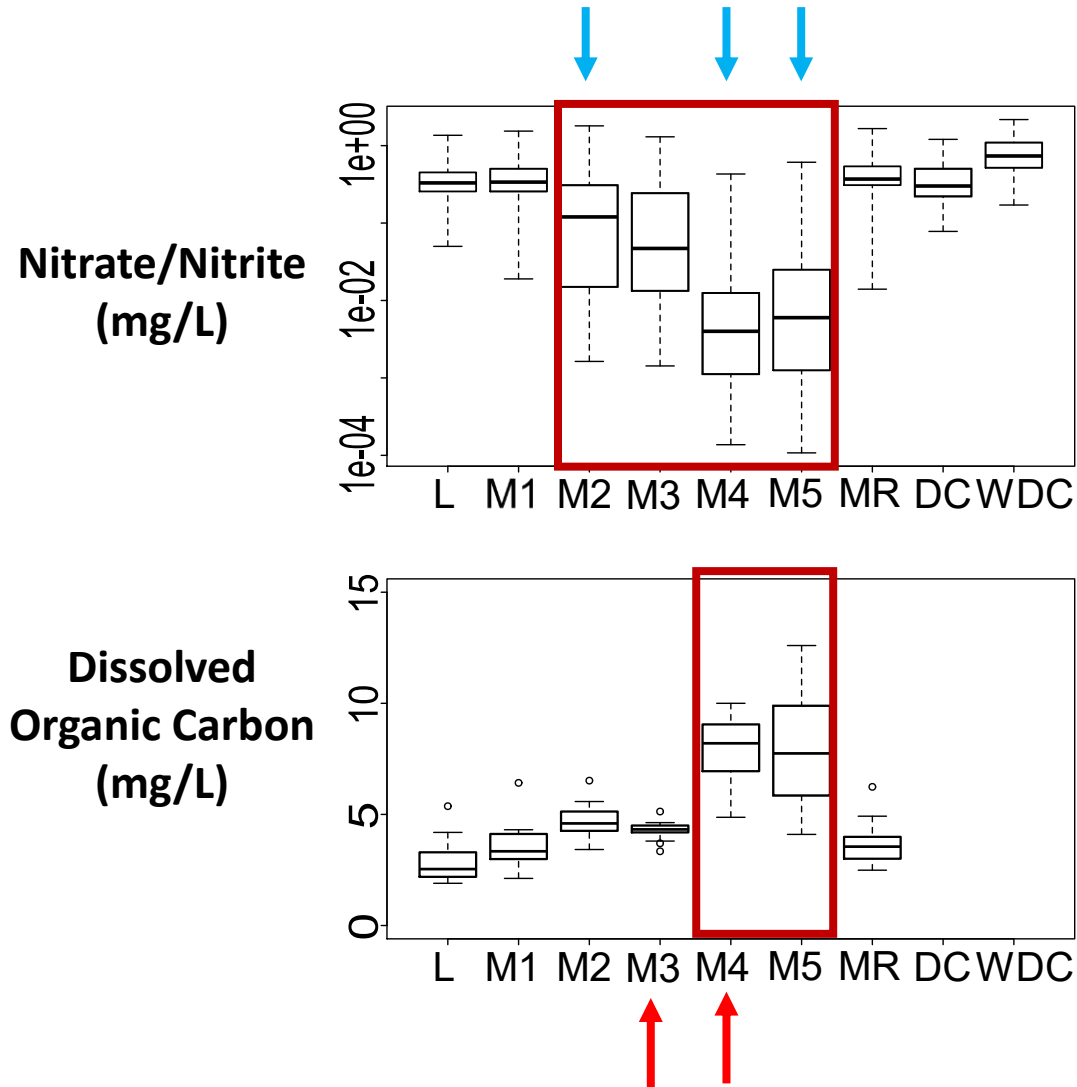 Nitrate/Nitrite
(mg/L)
1e+00
1e-02
1e-04
L M1 M2 M3 M4 M5 MR DC WDC
Dissolved
Organic Carbon
(mg/L)
15
10
5
0
L M1 M2 M3 M4 M5 MR DC WDC